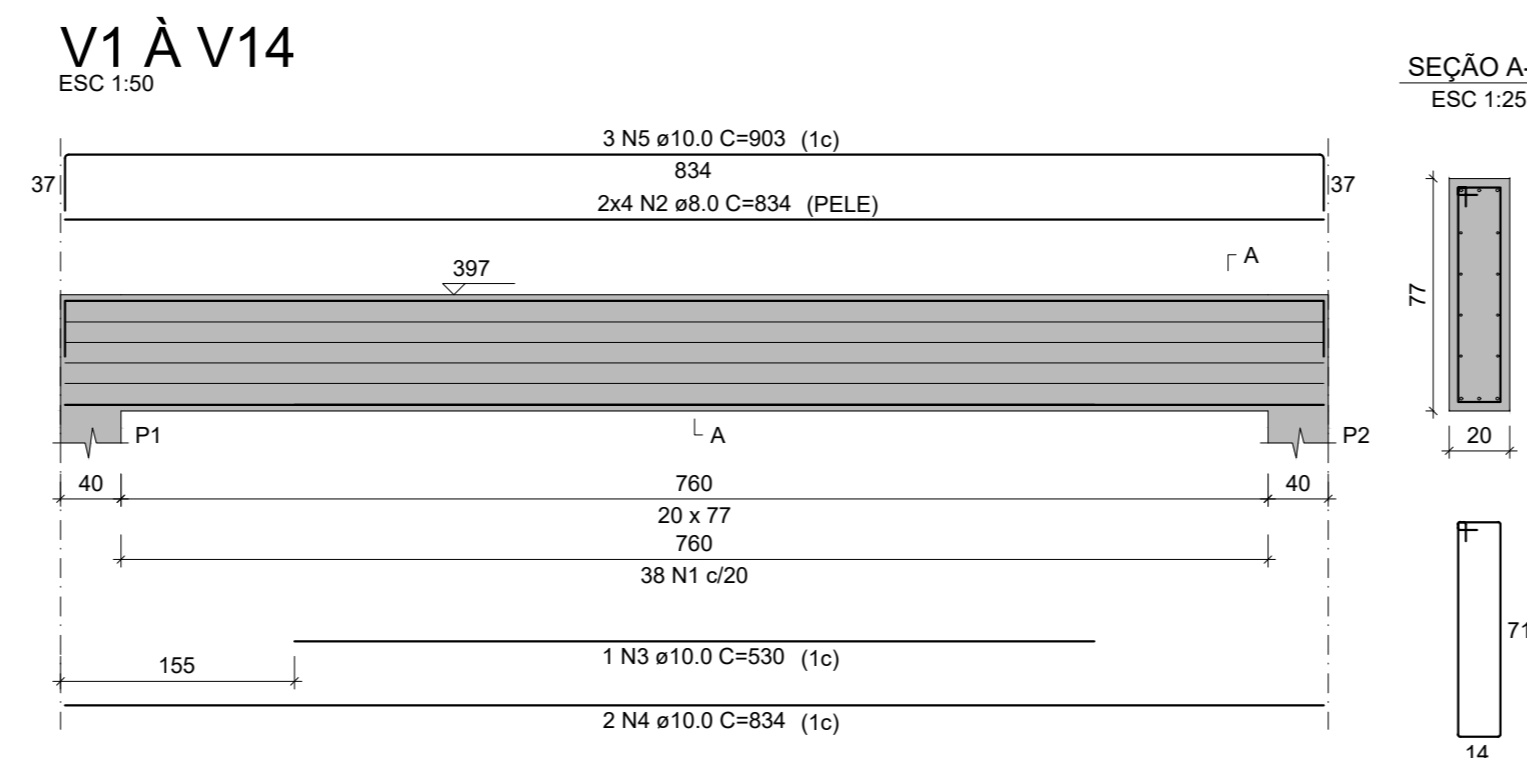 V1 À V14
ESC 1:50
SEÇÃO A-
ESC 1:25
3 N5 ø10.0 C=903 (1c)
37
834
37
2x4 N2 ø8.0 C=834 (PELE)
A
397
77
P1
A
P2
20
40
760
40
20 x 77
760
38 N1 c/20
1 N3 ø10.0 C=530 (1c)
71
155
2 N4 ø10.0 C=834 (1c)
14